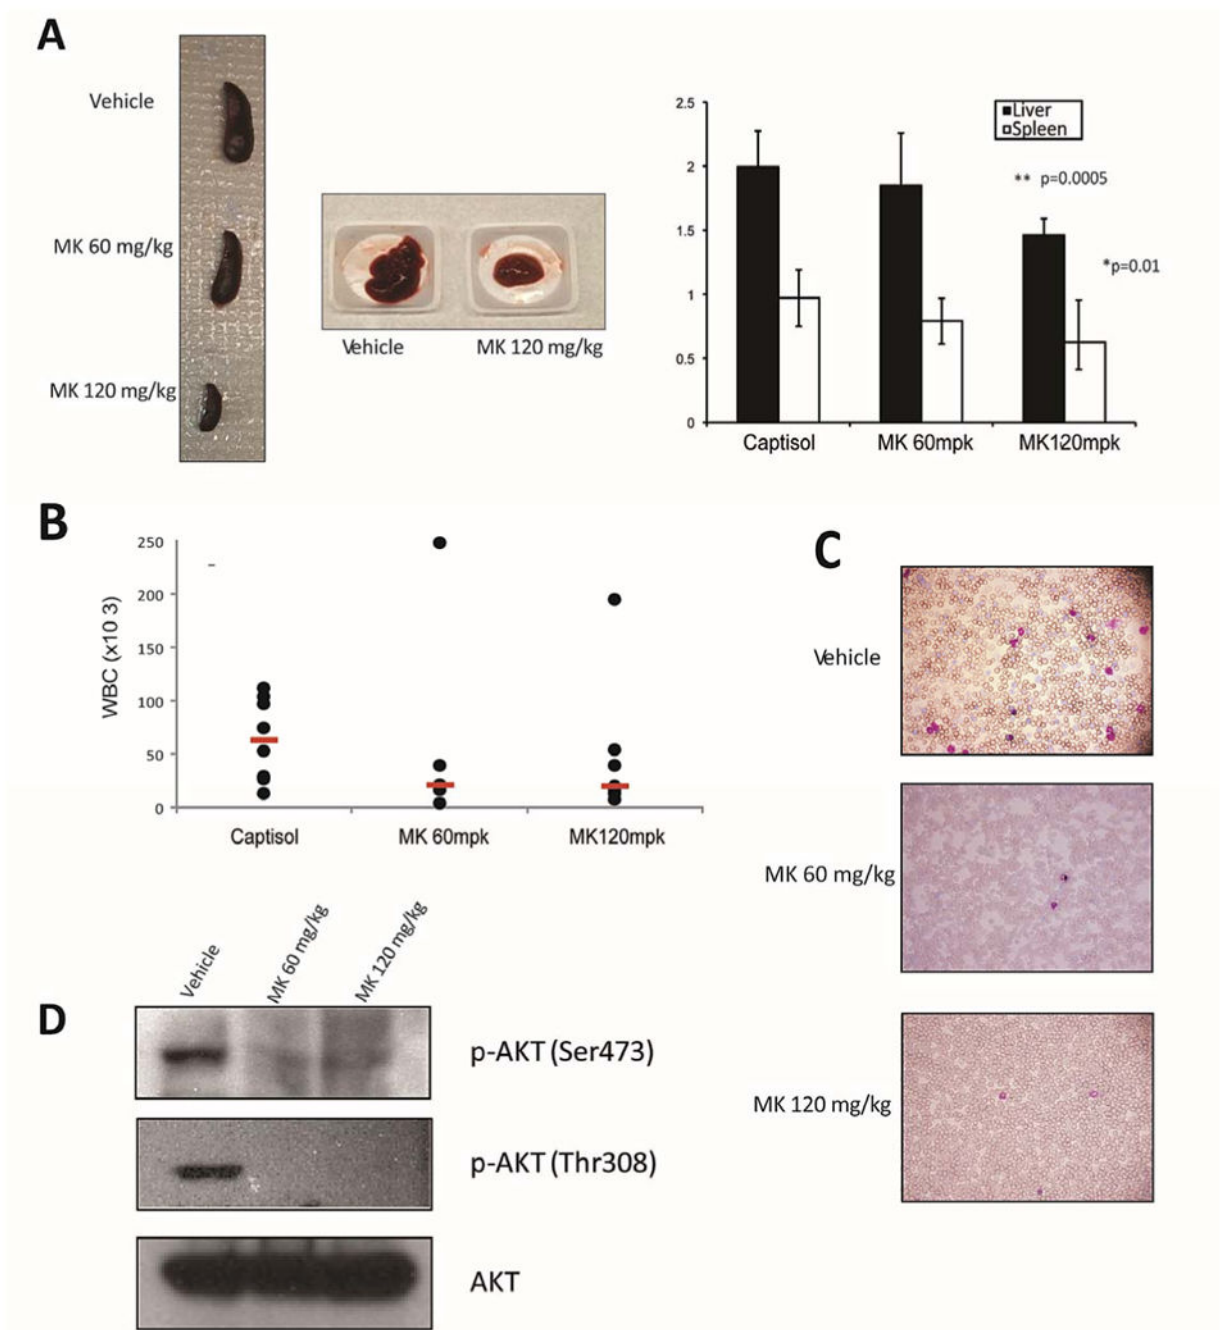 A
Vehicle
MK 60 mg/kg
MK 120 mg/kg
Vehicle
MK 120 mg/kg
2.5
2
1.5
1
0.5
0
Liver
Spleen
** p=0.0005
*p=0.01
Captisol
MK 60mpk
MK120mpk
B
WBC (x10 3)
250
200
150
100
50
0
Captisol
MK 60mpk
MK120mpk
C
Vehicle
MK 60 mg/kg
MK 120 mg/kg
D
Vehicle
MK 60 mg/kg
MK 120 mg/kg
p-AKT (Ser473)
p-AKT (Thr308)
AKT